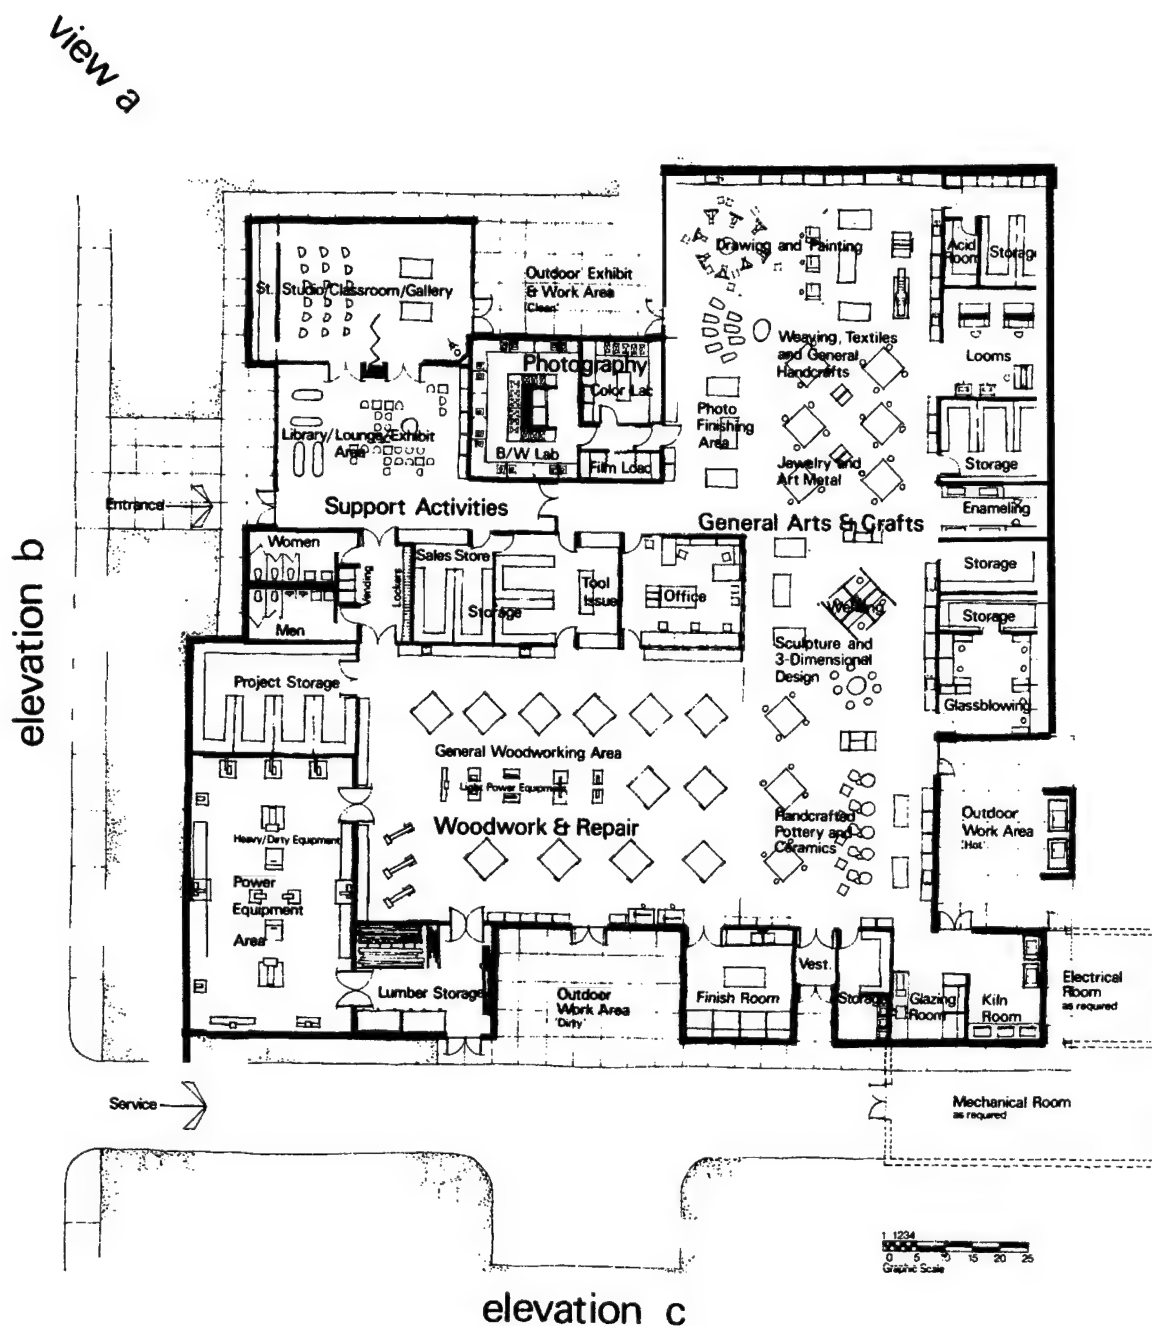 view a
Drawing and Painting
Acid
Room
Storage
Outdoor Exhibit
& Work Area
'Clean'
St.
Studio/Classroom/Gallery
Weaving, Textiles
and General
Handcrafts
Looms
Photography
Color Lab
Photo
Finishing
Area
Library/Lounge/Exhibit
Area
B/W Lab
Film Load
Jewelry and
Art Metal
Storage
Entrance
Support Activities
General Arts & Crafts
Enameling
Women
Vending
Lockers
Sales Store
Storage
Tool
Issue
Office
Storage
Men
Welding
Storage
elevation b
Sculpture and
3-Dimensional
Design
Project Storage
Glassblowing
General Woodworking Area
Light Power Equipment
Woodwork & Repair
Handcrafted
Pottery and
Ceramics
Outdoor
Work Area
'Hot'
Heavy/Dirty Equipment
Power
Equipment
Area
Lumber Storage
Outdoor
Work Area
'Dirty'
Finish Room
Vest.
Storage
Glazing
Room
Kiln
Room
Electrical
Room
as required
Service
Mechanical Room
as required
1 1234
0 5 10 15 20 25
Graphic Scale
elevation c